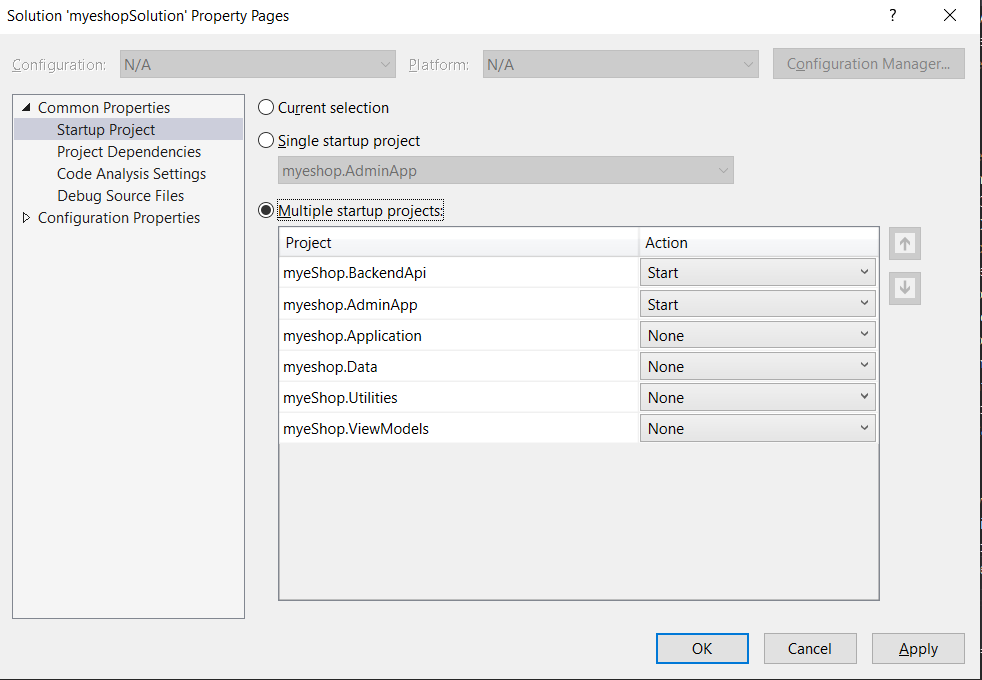 Solution 'myeshopSolution' Property Pages
?
Configuration: N/A Platform: N/A Configuration Manager...
Common Properties
Startup Project
Project Dependencies
Code Analysis Settings
Debug Source Files
Configuration Properties
Current selection
Single startup project
myeshop.AdminApp
Multiple startup projects:
Project Action
myeShop.BackendApi Start
myeshop.AdminApp Start
myeshop.Application None
myeshop.Data None
myeShop.Utilities None
myeShop.ViewModels None
OK Cancel Apply